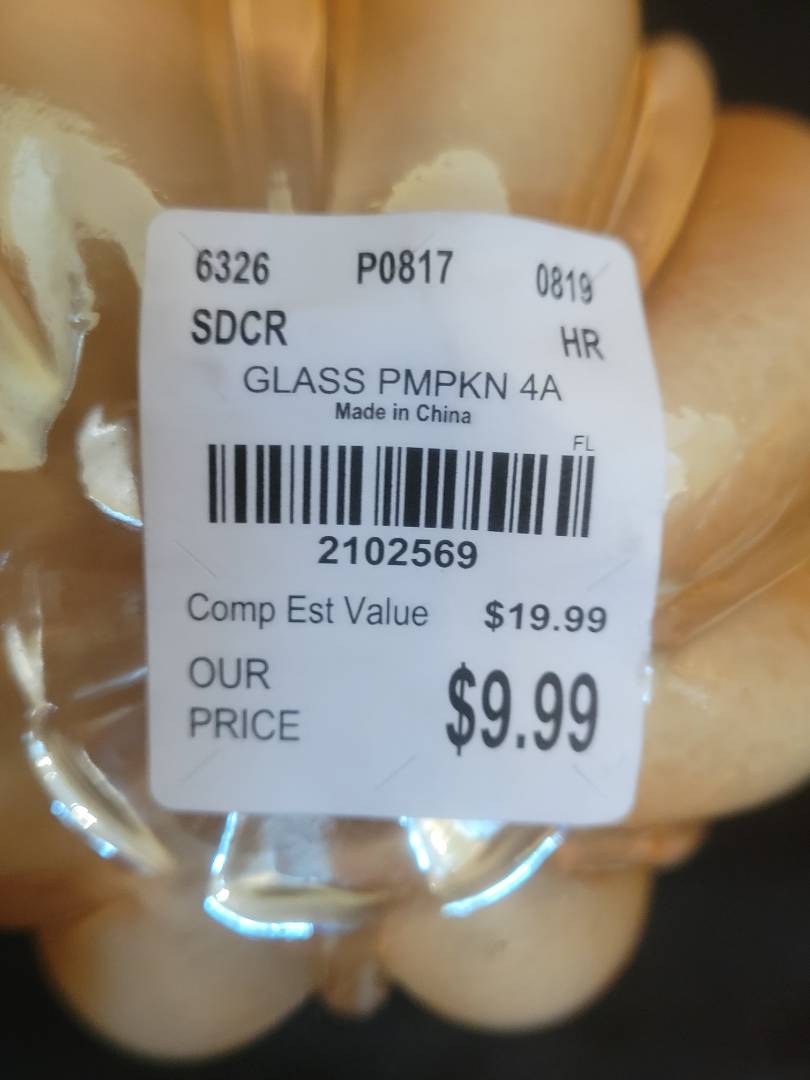 6326 P0817 0819
SDCR HR
GLASS PMPKN 4A
Made in China
FL
2102569
Comp Est Value $19.99
OUR
PRICE $9.99